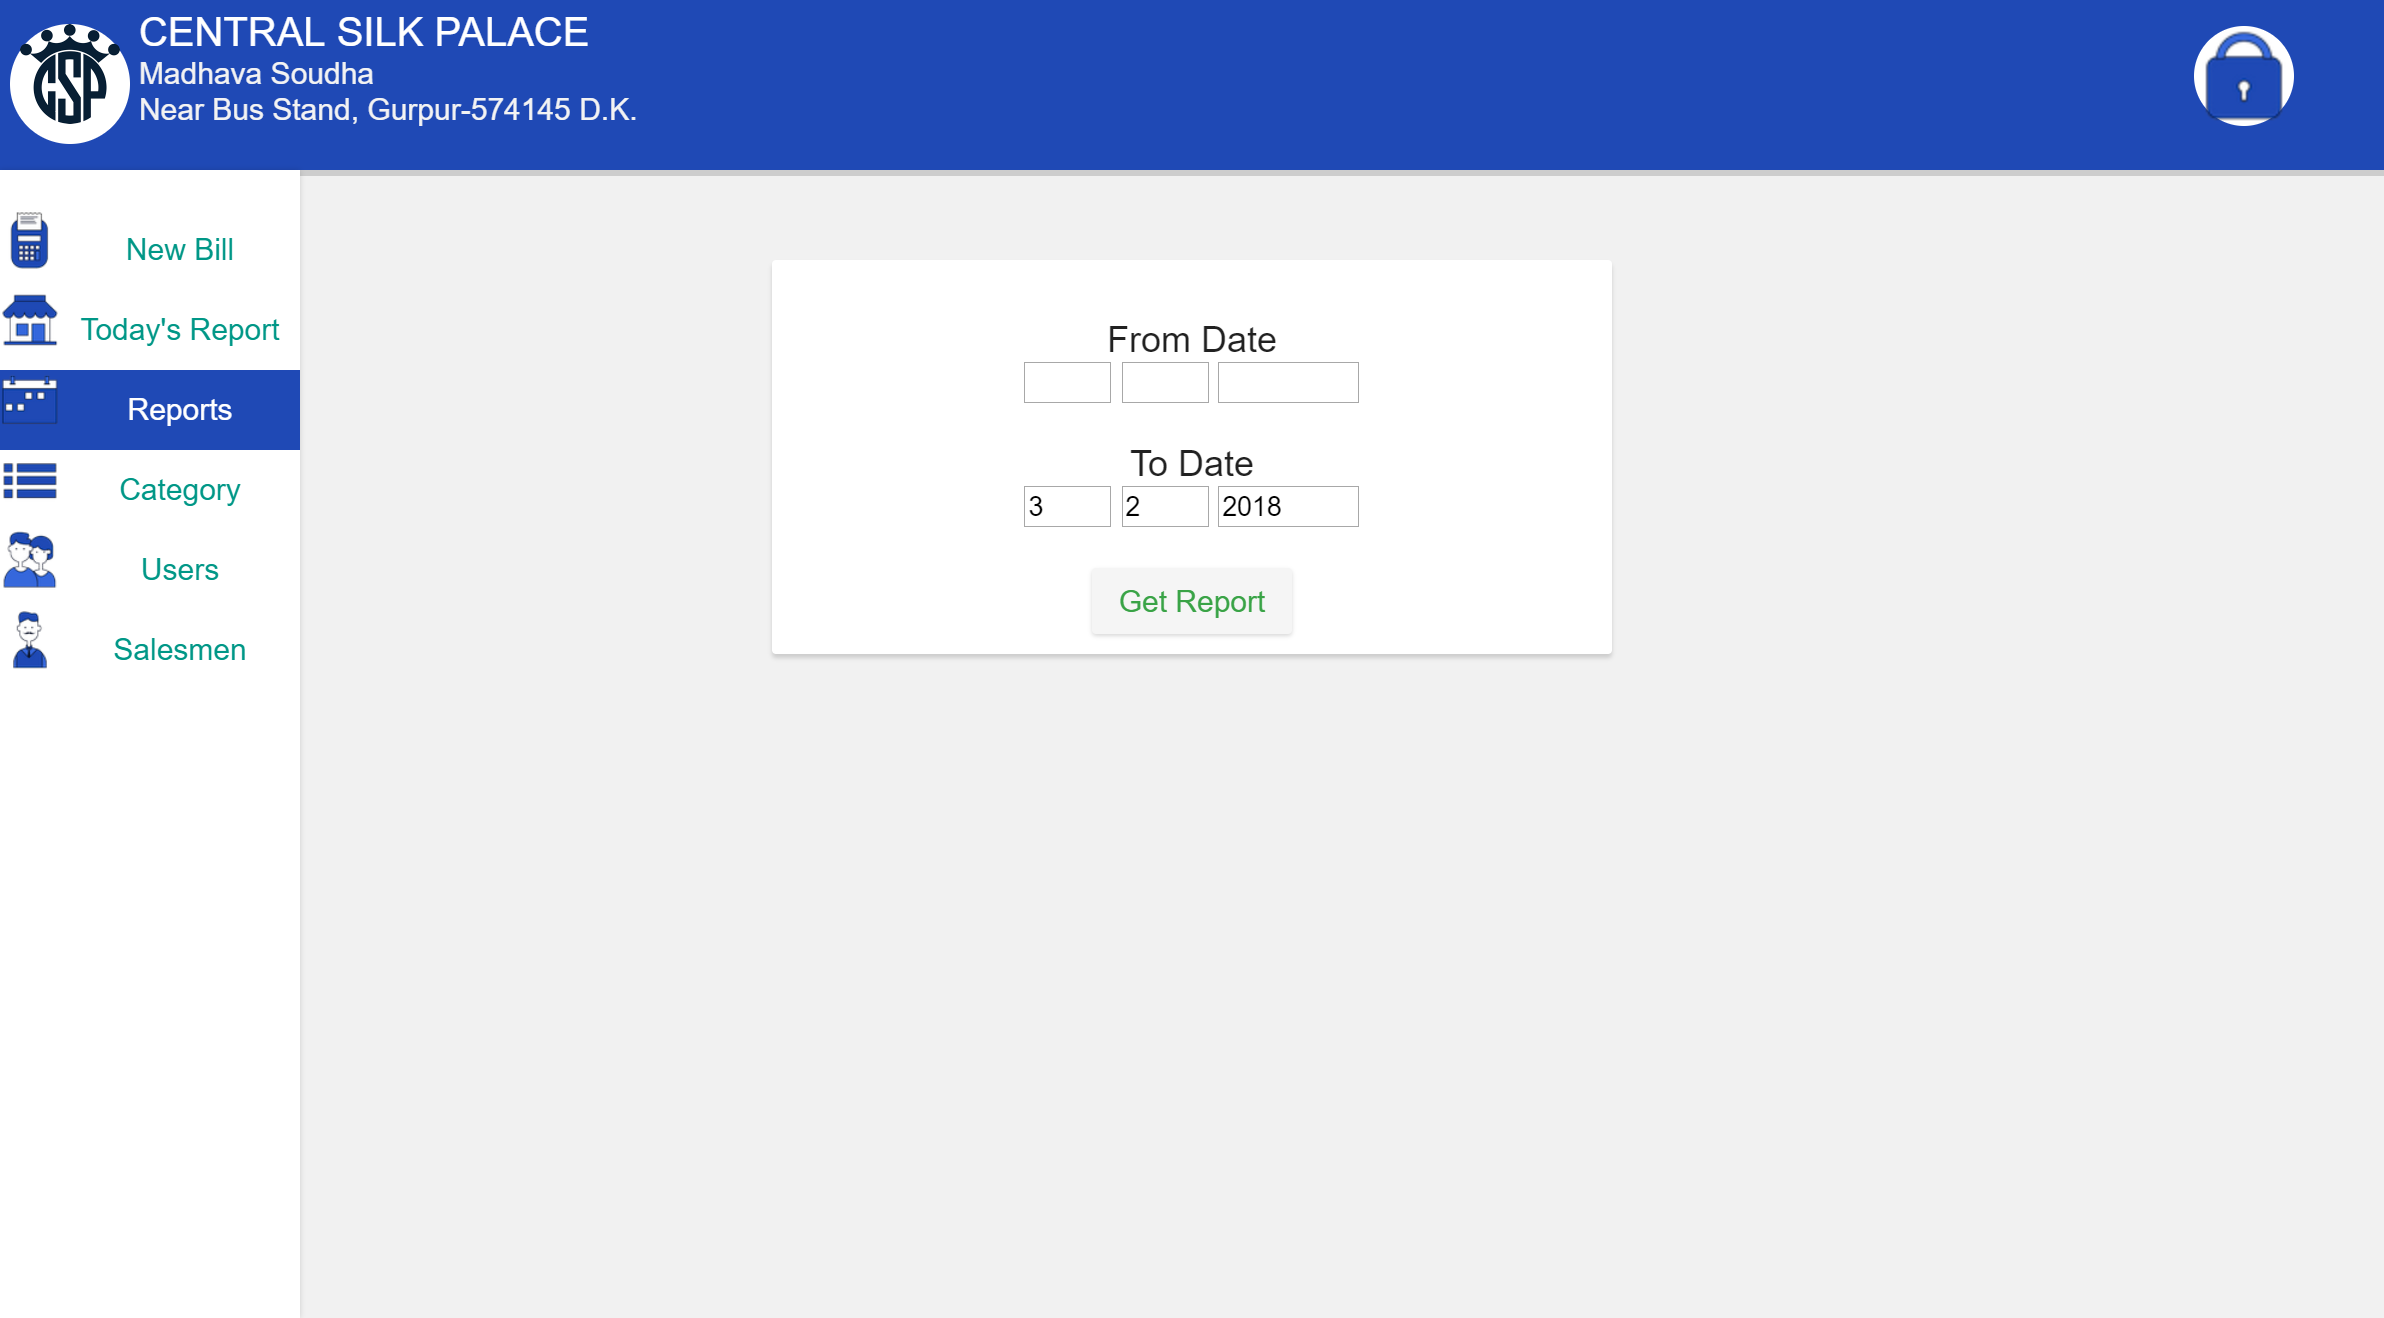 CSP
CENTRAL SILK PALACE
Madhava Soudha
Near Bus Stand, Gurpur-574145 D.K.
New Bill
Today's Report
Reports
Category
Users
Salesmen
From Date
To Date
3 2 2018
Get Report